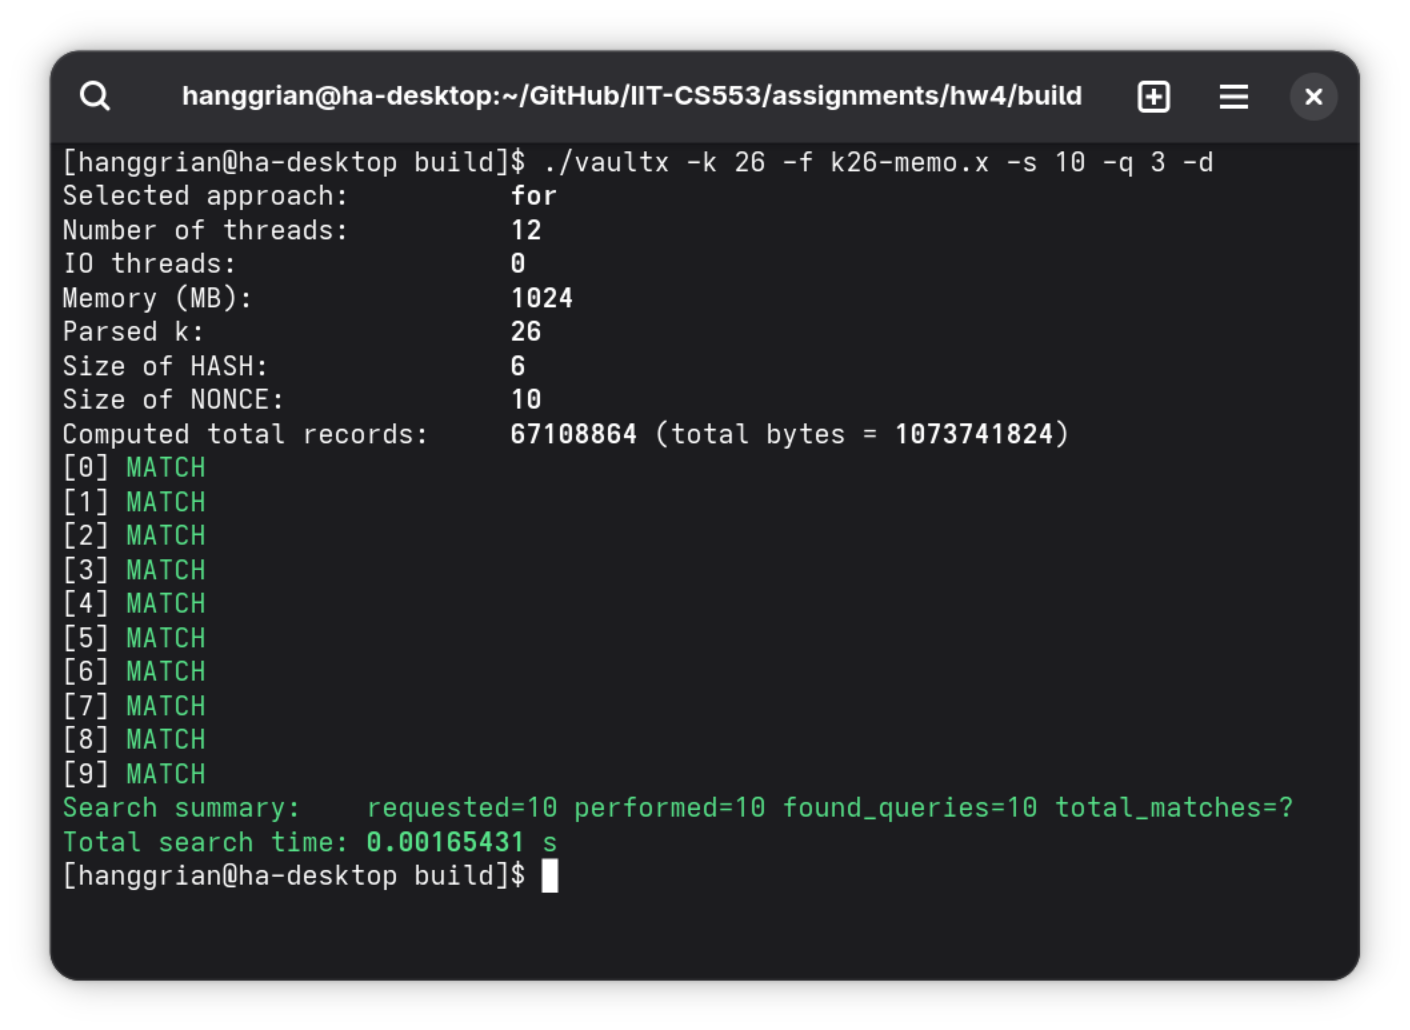 hanggrian@ha-desktop:~/GitHub/IIT-CS553/assignments/hw4/build
[hanggrian@ha-desktop build]$ ./vaultx -k 26 -f k26-memo.x -s 10 -q 3 -d
Selected approach: for
Number of threads: 12
IO threads: 0
Memory (MB): 1024
Parsed k: 26
Size of HASH: 6
Size of NONCE: 10
Computed total records: 67108864 (total bytes = 1073741824)
[0] MATCH
[1] MATCH
[2] MATCH
[3] MATCH
[4] MATCH
[5] MATCH
[6] MATCH
[7] MATCH
[8] MATCH
[9] MATCH
Search summary: requested=10 performed=10 found_queries=10 total_matches=?
Total search time: 0.00165431 s
[hanggrian@ha-desktop build]$